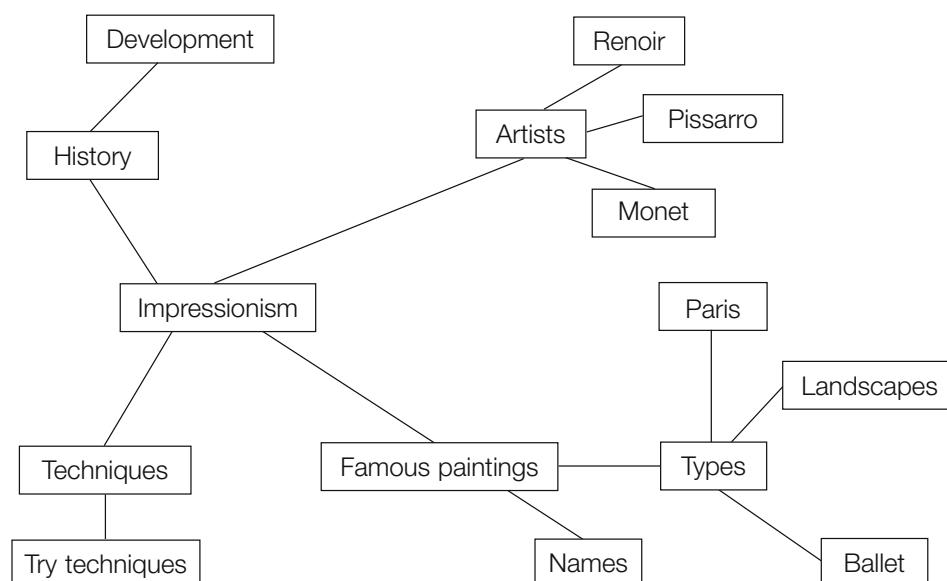 Development
Renoir
Pissarro
Artists
History
Monet
Impressionism
Paris
Landscapes
Techniques
Famous paintings
Types
Try techniques
Names
Ballet